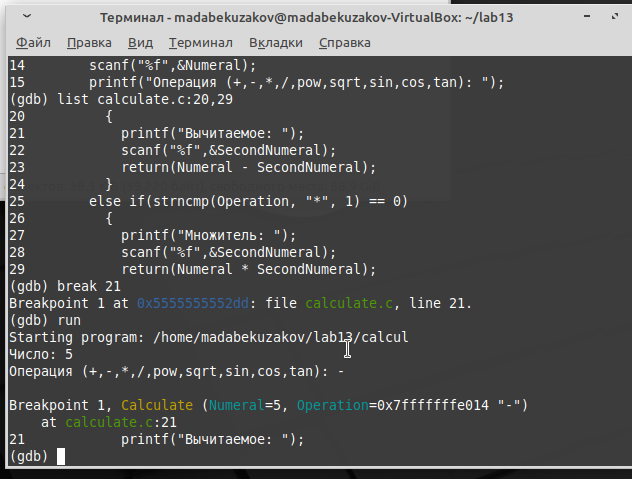 Терминал - madabekuzakov@madabekuzakov-VirtualBox: ~/lab13
Файл Правка Вид Терминал Вкладки Справка
14        scanf("%f",&Numeral);
15        printf("Операция (+,-,*,/,pow,sqrt,sin,cos,tan): ");
(gdb) list calculate.c:20,29
20          {
21            printf("Вычитаемое: ");
22            scanf("%f",&SecondNumeral);
23            return(Numeral - SecondNumeral);
24          }
25        else if(strncmp(Operation, "*", 1) == 0)
26          {
27            printf("Множитель: ");
28            scanf("%f",&SecondNumeral);
29            return(Numeral * SecondNumeral);
(gdb) break 21
Breakpoint 1 at 0x5555555552dd: file calculate.c, line 21.
(gdb) run
Starting program: /home/madabekuzakov/lab13/calcul
Число: 5
Операция (+,-,*,/,pow,sqrt,sin,cos,tan): -
Breakpoint 1, Calculate (Numeral=5, Operation=0x7fffffffe014 "-")
    at calculate.c:21
21            printf("Вычитаемое: ");
(gdb)